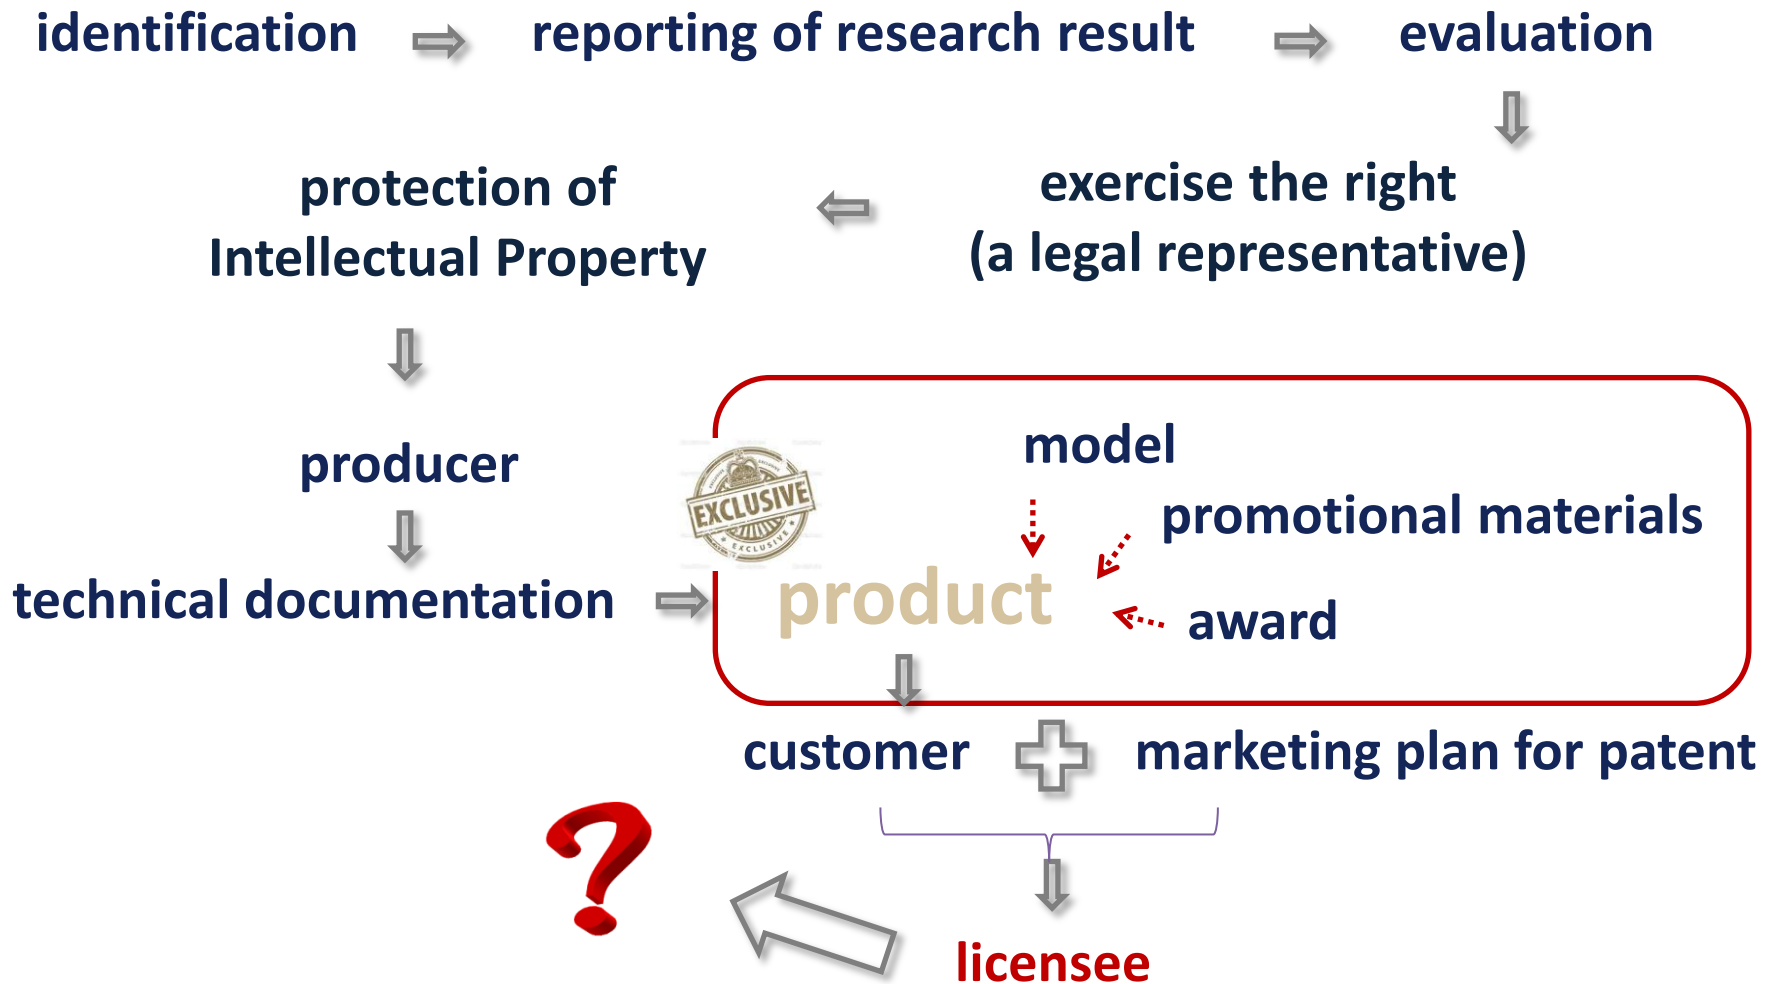 identification
reporting of research result
evaluation
protection of
Intellectual Property
exercise the right
(a legal representative)
producer
model
EXCLUSIVE
EXCLUSIVE
promotional materials
technical documentation
product
award
customer
marketing plan for patent
?
licensee